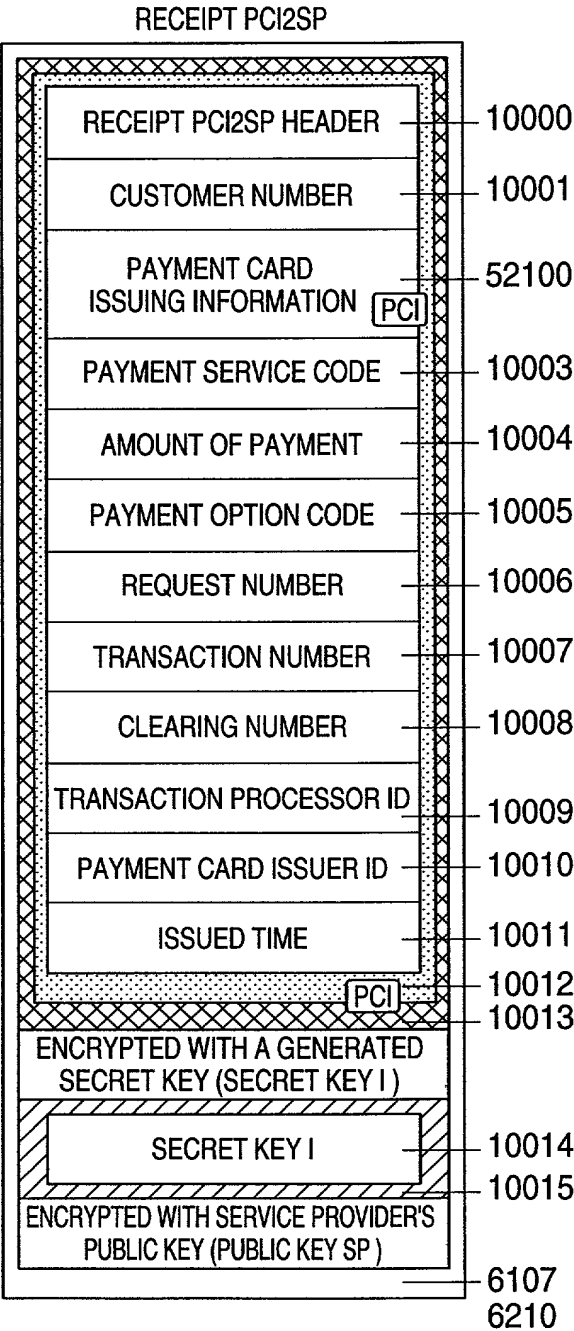 RECEIPT PCI2SP
RECEIPT PCI2SP HEADER 10000
CUSTOMER NUMBER 10001
PAYMENT CARD
ISSUING INFORMATION 52100
PCI
PAYMENT SERVICE CODE 10003
AMOUNT OF PAYMENT 10004
PAYMENT OPTION CODE 10005
REQUEST NUMBER 10006
TRANSACTION NUMBER 10007
CLEARING NUMBER 10008
TRANSACTION PROCESSOR ID 10009
PAYMENT CARD ISSUER ID 10010
ISSUED TIME 10011
PCI 10012
10013
ENCRYPTED WITH A GENERATED
SECRET KEY (SECRET KEY I)
SECRET KEY I 10014
10015
ENCRYPTED WITH SERVICE PROVIDER'S
PUBLIC KEY (PUBLIC KEY SP)
6107
6210